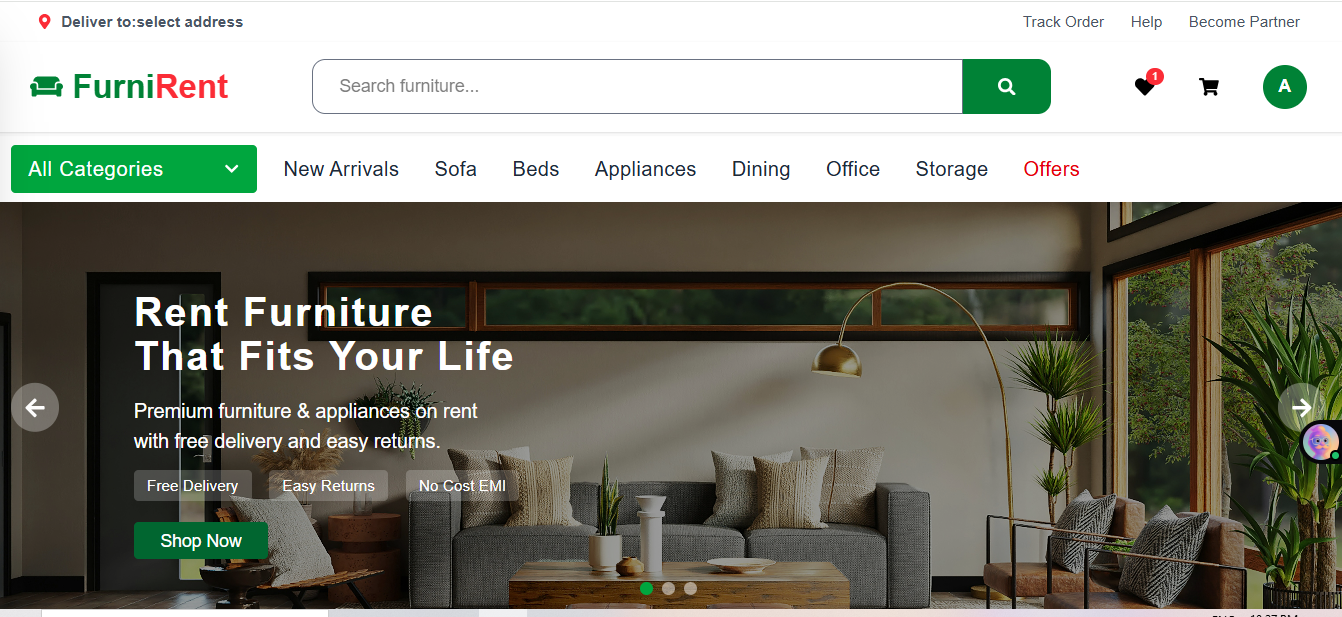 Deliver to:select address
Track Order Help Become Partner
FurniRent
Search furniture...
1
A
All Categories
New Arrivals Sofa Beds Appliances Dining Office Storage Offers
Rent Furniture
That Fits Your Life
Premium furniture & appliances on rent
with free delivery and easy returns.
Free Delivery Easy Returns No Cost EMI
Shop Now